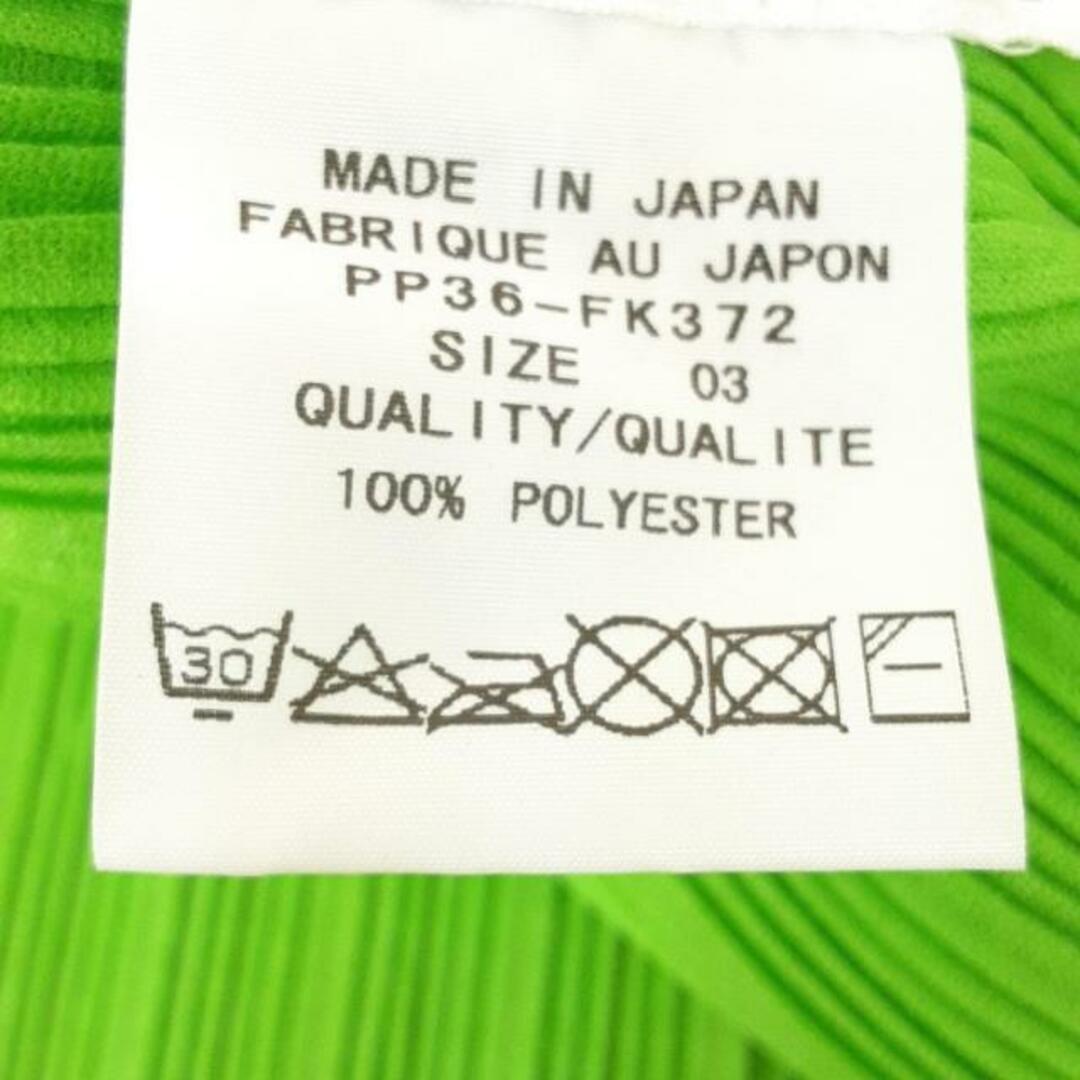 MADE IN JAPAN
FABRIQUE AU JAPON
PP36-FK372
SIZE 03
QUALITY/QUALITE
100% POLYESTER
30